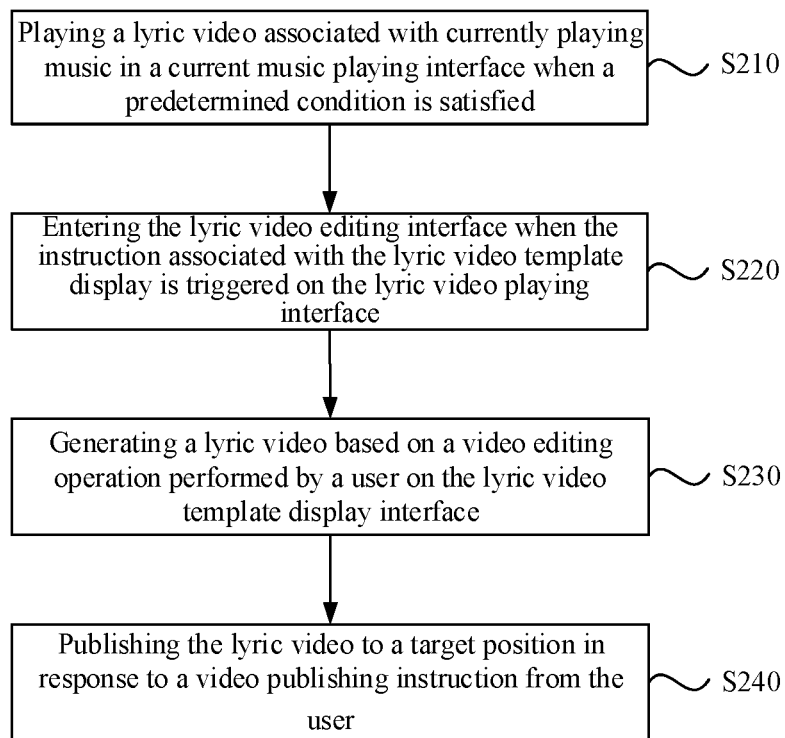 Playing a lyric video associated with currently playing
music in a current music playing interface when a
predetermined condition is satisfied
S210
Entering the lyric video editing interface when the
instruction associated with the lyric video template
display is triggered on the lyric video playing
interface
S220
Generating a lyric video based on a video editing
operation performed by a user on the lyric video
template display interface
S230
Publishing the lyric video to a target position in
response to a video publishing instruction from the
user
S240